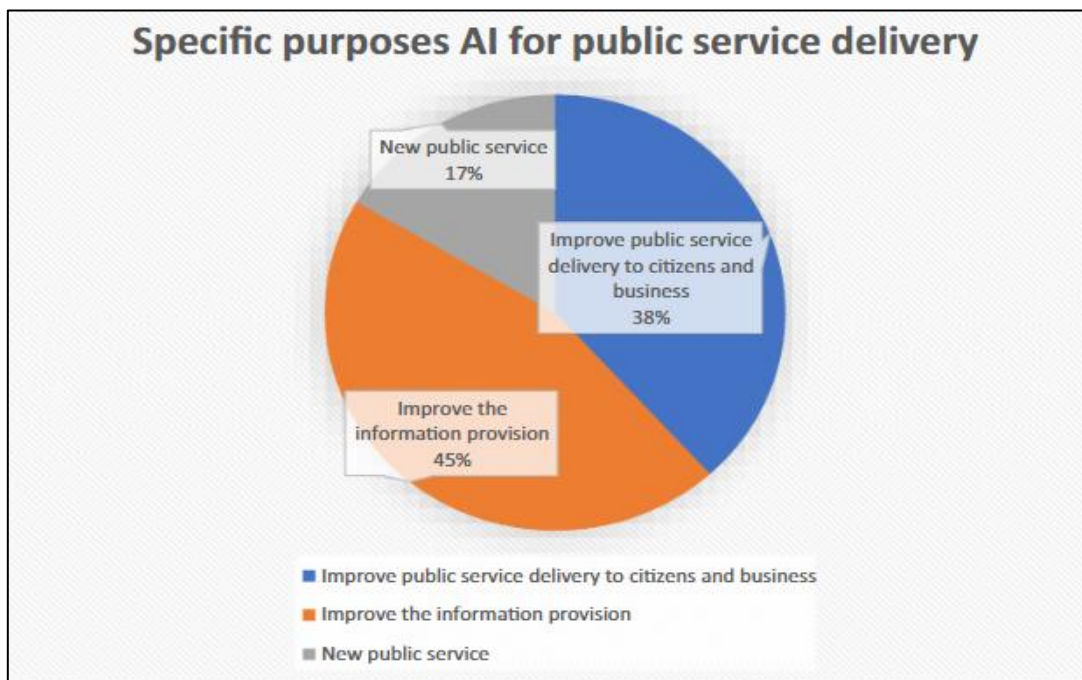 Specific purposes AI for public service delivery
New public service
17%
Improve public service
delivery to citizens and
business
38%
Improve the
information provision
45%
Improve public service delivery to citizens and business
Improve the information provision
New public service